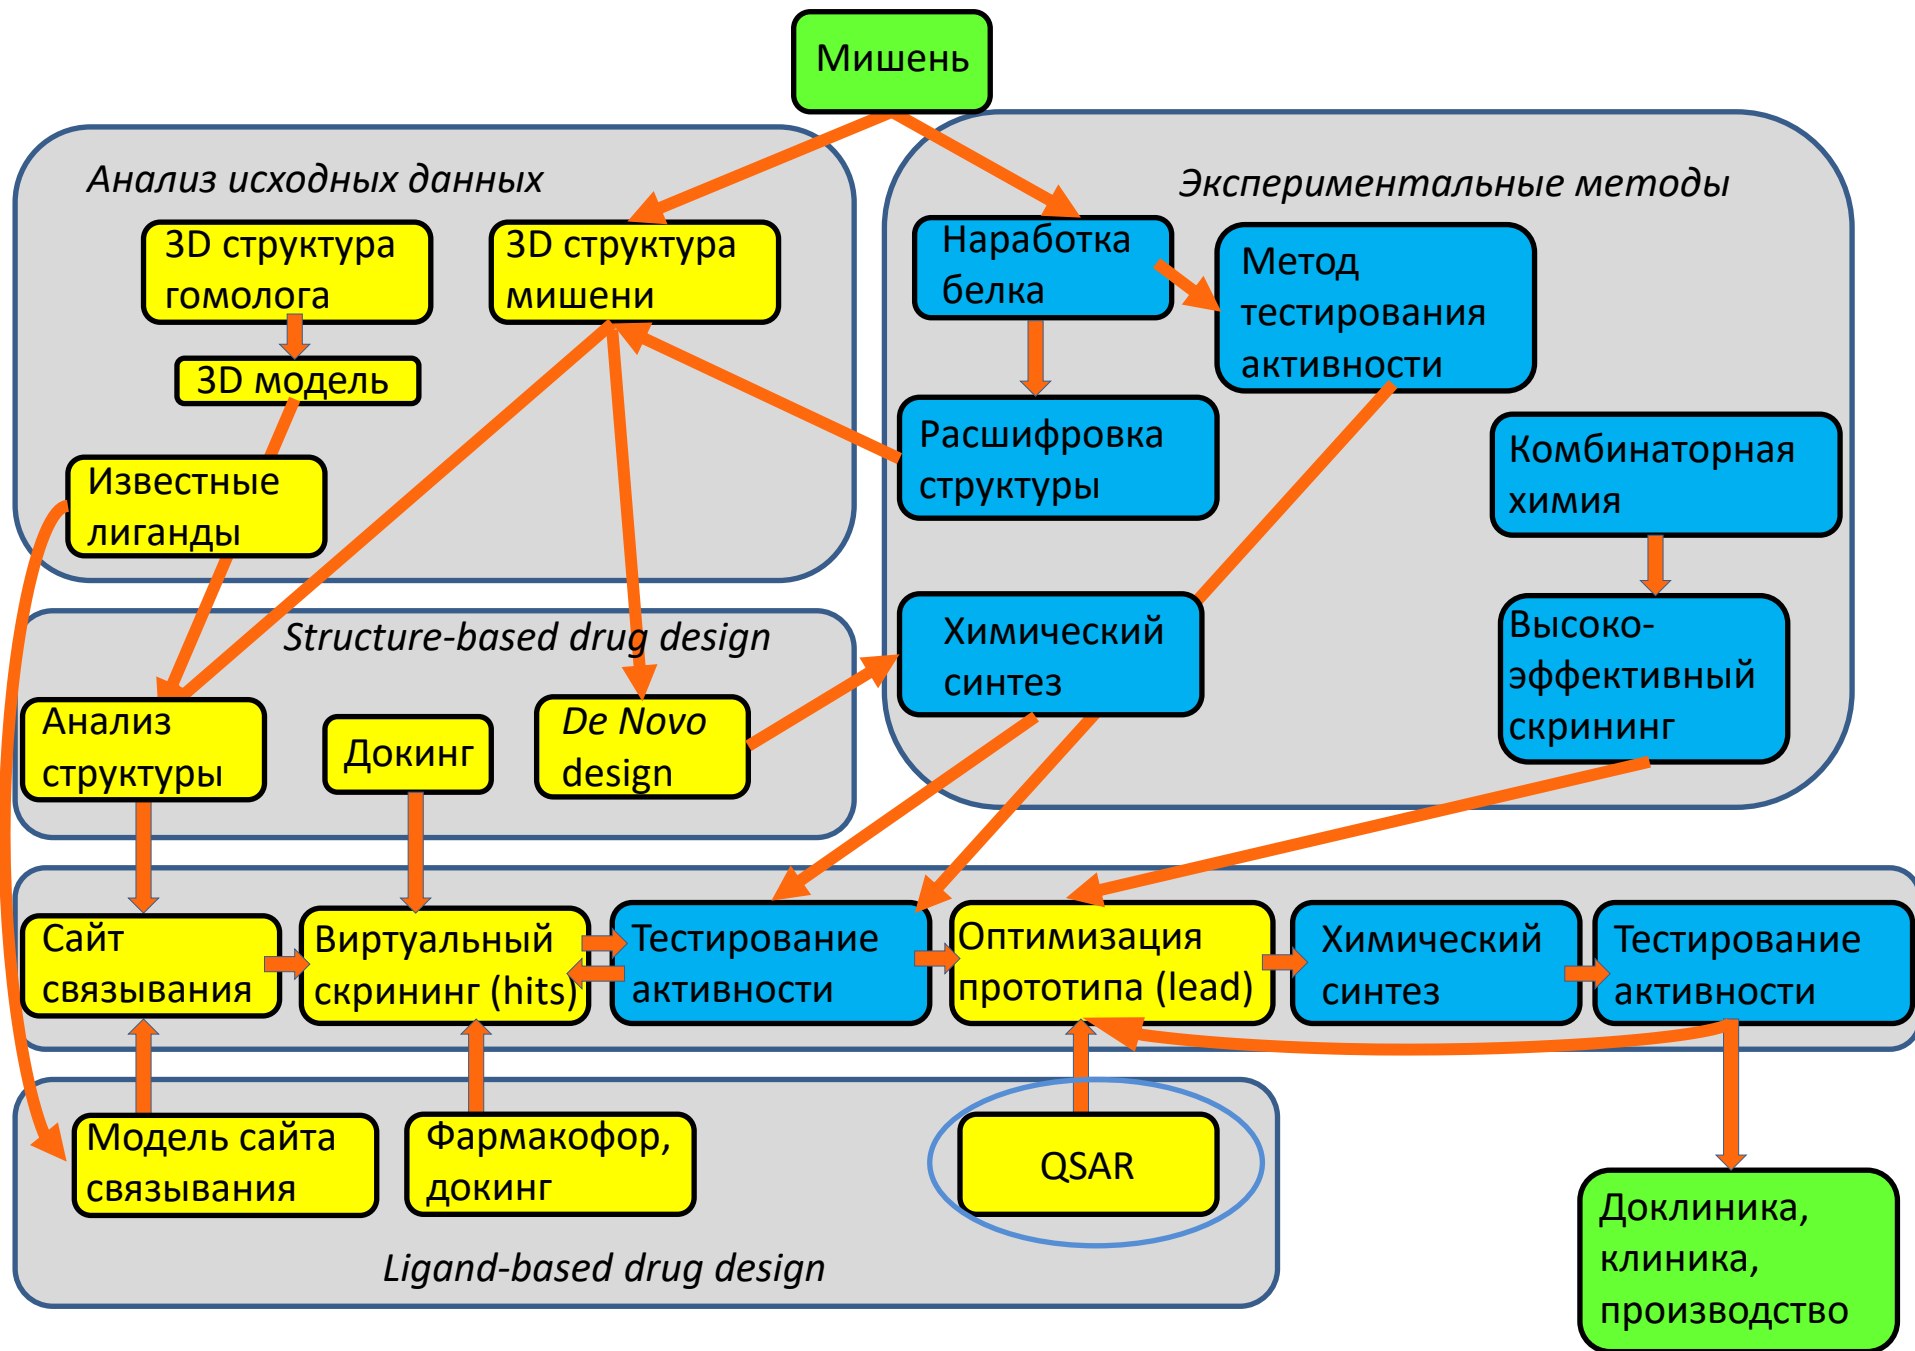 Мишень
Анализ исходных данных
3D структура
гомолога
3D структура
мишени
3D модель
Известные
лиганды
Экспериментальные методы
Наработка
белка
Метод
тестирования
активности
Расшифровка
структуры
Комбинаторная
химия
Химический
синтез
Высоко-
эффективный
скрининг
Structure-based drug design
Анализ
структуры
Докинг
De Novo
design
Сайт
связывания
Виртуальный
скрининг (hits)
Тестирование
активности
Оптимизация
прототипа (lead)
Химический
синтез
Тестирование
активности
Модель сайта
связывания
Фармакофор,
докинг
QSAR
Ligand-based drug design
Доклиника,
клиника,
производство